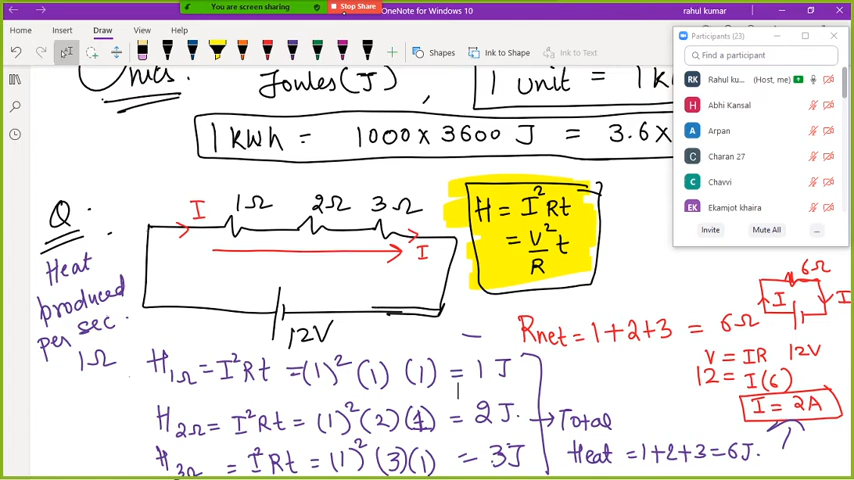 You are screen sharing
Stop Share
OneNote for Windows 10
rahul kumar
Home Insert Draw View
Shapes
Ink to Shape
Ink to Text
Participants (23)
Find a participant
RK Rahul ku... (Host, me)
A Abhi Kansal
A Arpan
C Charan 27
C Chavvi
EK Ekamjot khaira
Invite Mute All ...
Units. Joules (J), 1 unit = 1 k
1 kWh = 1000 x 3600 J = 3.6 x
Q.
I 1Ω 2Ω 3Ω
I
12V
H = I²Rt
= V²/R t
Heat
produced
per sec.
1Ω
6Ω
I I
12V
Rnet = 1+2+3 = 6Ω
V = IR
12 = I(6)
I = 2A
H1Ω = I²Rt = (1)² (1) (1) = 1 J
H2Ω = I²Rt = (1)² (2) (1) = 2 J.
H3Ω = I²Rt = (1)² (3) (1) = 3J
Total
Heat = 1+2+3 = 6J.